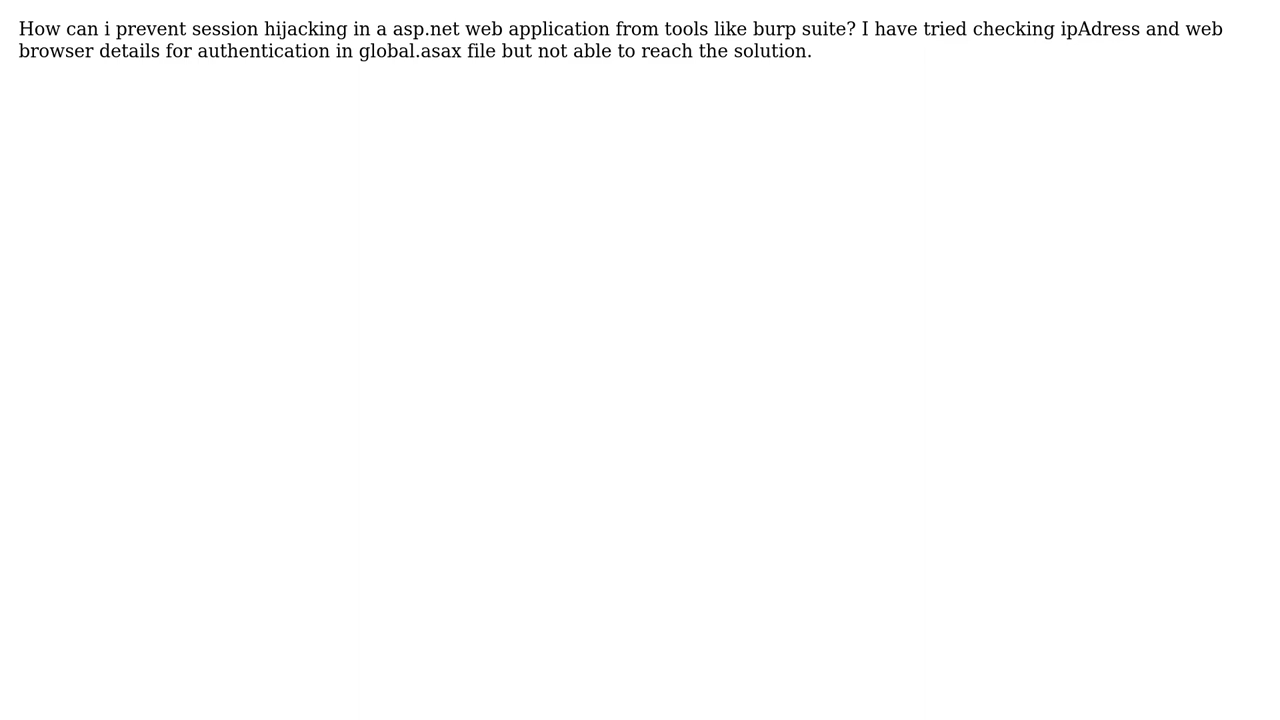 How can i prevent session hijacking in a asp.net web application from tools like burp suite? I have tried checking ipAdress and web
browser details for authentication in global.asax file but not able to reach the solution.